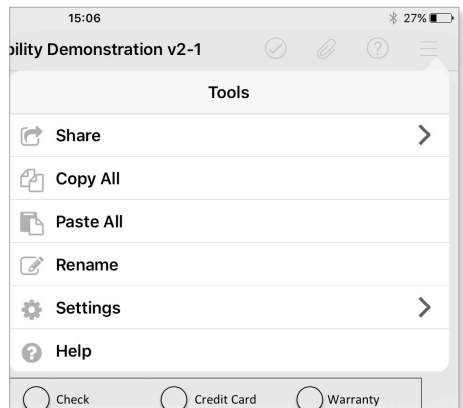 15:06 27%
bility Demonstration v2-1
Tools
Share
Copy All
Paste All
Rename
Settings
Help
Check Credit Card Warranty